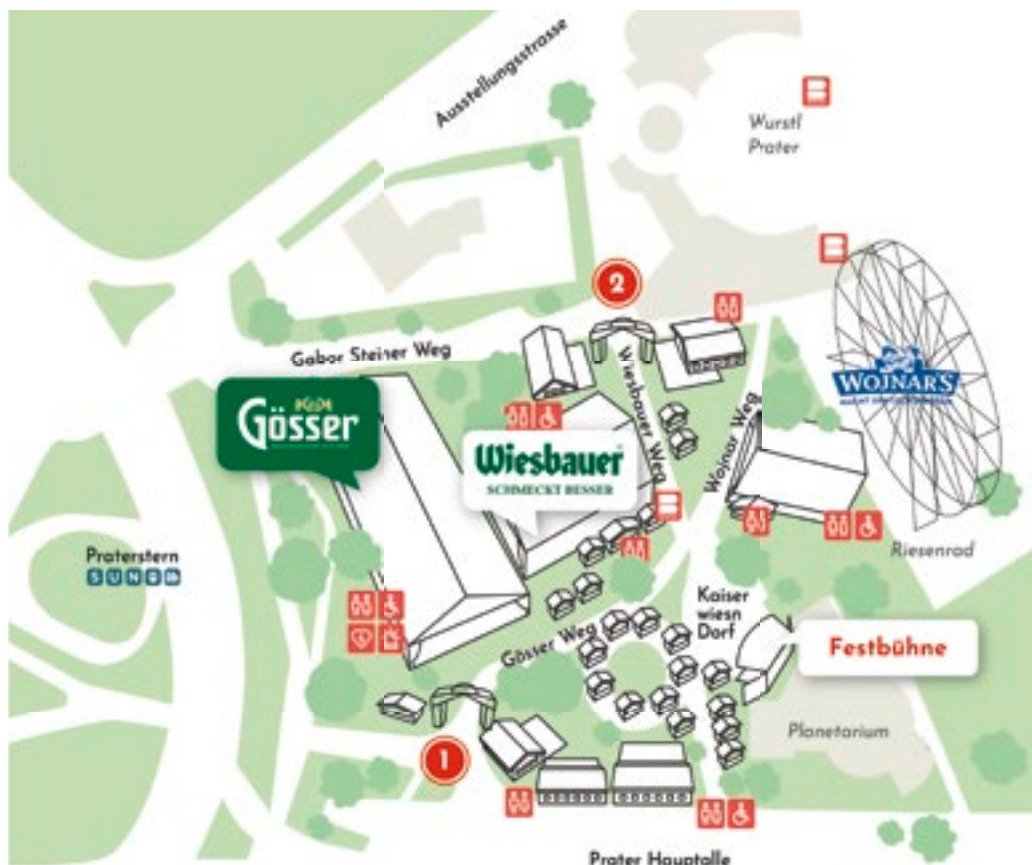 Ausstellungsstrasse
Wurstl
Prater
2
Gabor Steiner Weg
Gösser
Wiesbauer
SCHMECKT BESSER
Wiesbauer Weg
Wojnar Weg
WOJNAR'S
Riesenrad
Praterstern
S U N
Kaiser
wiesn
Dorf
Gösser Weg
Festbühne
Planetarium
1
Prater Hauptalle